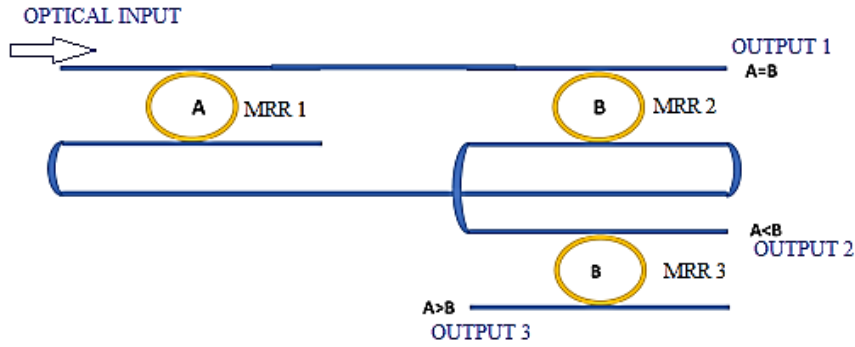 OPTICAL INPUT
OUTPUT 1
A=B
A
MRR 1
B
MRR 2
A<B
OUTPUT 2
B
MRR 3
A>B
OUTPUT 3